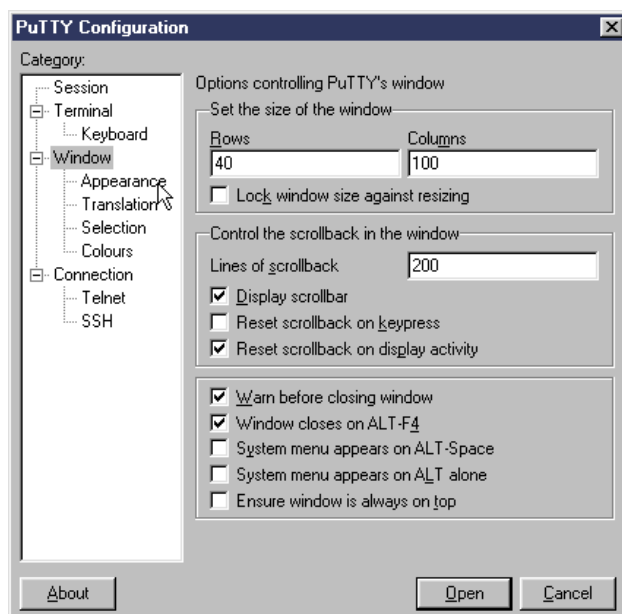 PuTTY Configuration
Category:
Session
Terminal
Keyboard
Window
Appearance
Translation
Selection
Colours
Connection
Telnet
SSH
Options controlling PuTTY's window
Set the size of the window
Rows Columns
40 100
Lock window size against resizing
Control the scrollback in the window
Lines of scrollback 200
Display scrollbar
Reset scrollback on keypress
Reset scrollback on display activity
Warn before closing window
Window closes on ALT-F4
System menu appears on ALT-Space
System menu appears on ALT alone
Ensure window is always on top
About Open Cancel